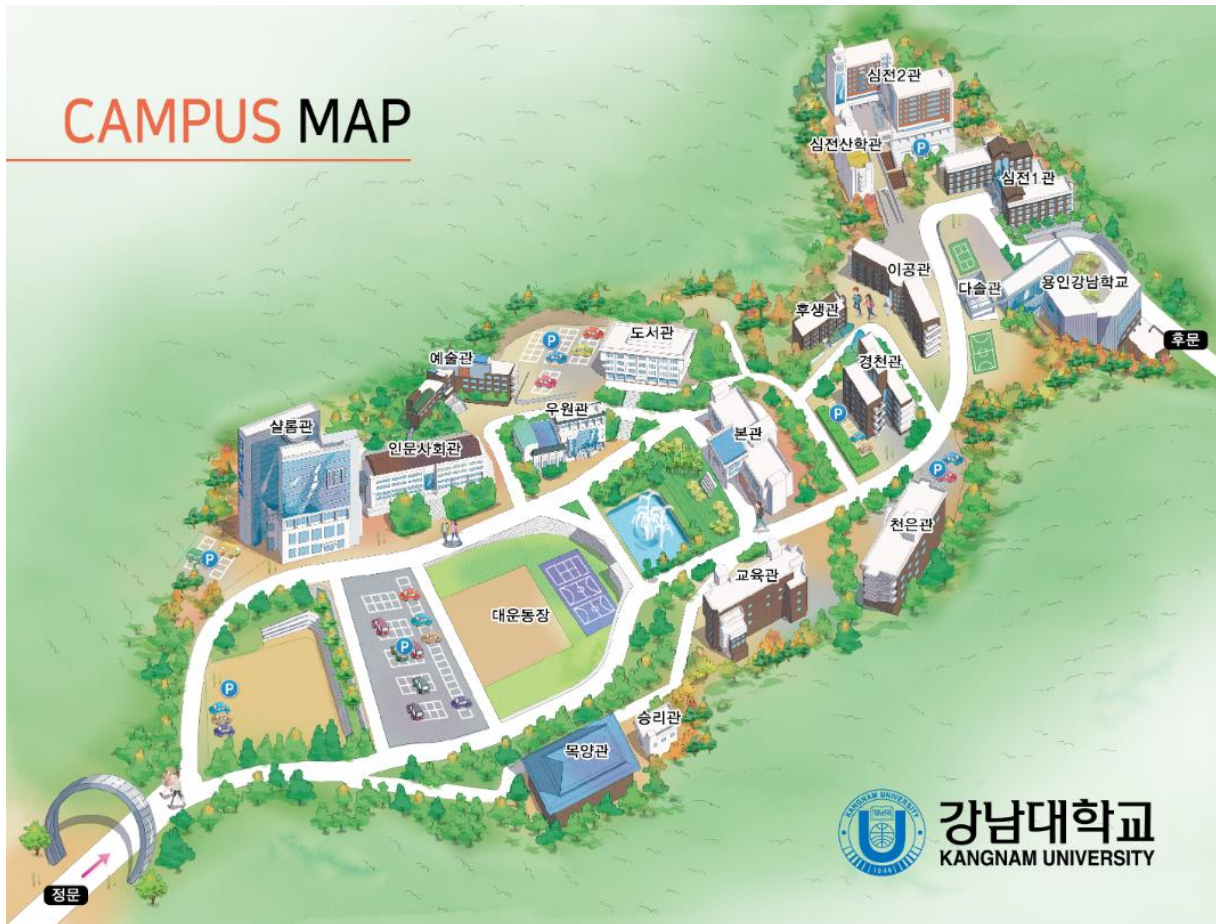 CAMPUS MAP
심전2관
심전산학관
P
심전1관
이공관
다솔관
용인강남학교
후생관
후문
도서관
P
예술관
경천관
P
우원관
본관
샬롬관
인문사회관
P
천은관
P
교육관
대운동장
P
P
승리관
목양관
정문
KANGNAM UNIVERSITY
강남대학교
1946
KANGNAM UNIVERSITY